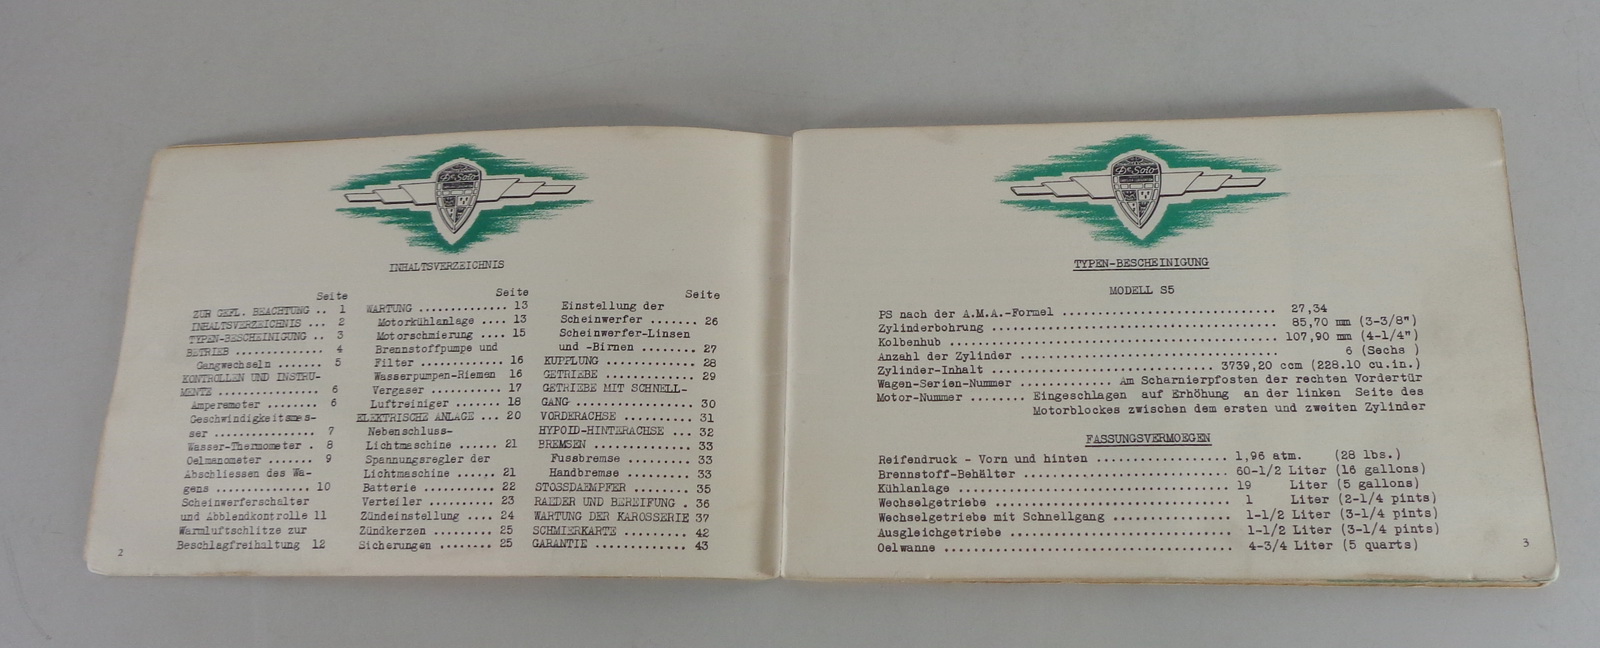 De Soto
INHALTSVERZEICHNIS
Seite
ZUR GEFL. BEACHTUNG .. 1
INHALTSVERZEICHNIS ... 2
TYPEN-BESCHEINIGUNG .. 3
BETRIEB ............. 4
Gangwechseln ....... 5
KONTROLLEN UND INSTRU-
MENTE ............... 6
Amperemeter ........ 6
Geschwindigkeitsmes-
ser ................ 7
Wasser-Thermometer . 8
Oelmanometer ....... 9
Abschliessen des Wa-
gens ............... 10
Scheinwerferschalter
und Abblendkontrolle 11
Warmluftschlitze zur
Beschlagfreihaltung 12
2
Seite
WARTUNG ............ 13
Motorkühlanlage .... 13
Motorschmierung .... 15
Brennstoffpumpe und
Filter ............. 16
Wasserpumpen-Riemen 16
Vergaser ........... 17
Luftreiniger ....... 18
ELEKTRISCHE ANLAGE ... 20
Nebenschluss-
Lichtmaschine ...... 21
Spannungsregler der
Lichtmaschine ...... 21
Batterie ........... 22
Verteiler .......... 23
Zündeinstellung .... 24
Zündkerzen ......... 25
Sicherungen ........ 25
Seite
Einstellung der
Scheinwerfer ....... 26
Scheinwerfer-Linsen
und -Birnen ........ 27
KUPPLUNG ............. 28
GETRIEBE ............. 29
GETRIEBE MIT SCHNELL-
GANG ................. 30
VORDERACHSE .......... 31
HYPOID-HINTERACHSE ... 32
BREMSEN .............. 33
Fussbremse ......... 33
Handbremse ......... 33
STOSSDAEMPFER ........ 35
RAEDER UND BEREIFUNG . 36
WARTUNG DER KAROSSERIE 37
SCHMIERKARTE ......... 42
GARANTIE ............. 43
De Soto
TYPEN-BESCHEINIGUNG
MODELL S5
PS nach der A.M.A.-Formel .............................. 27,34
Zylinderbohrung ........................................ 85,70 mm (3-3/8")
Kolbenhub .............................................. 107,90 mm (4-1/4")
Anzahl der Zylinder .................................... 6 (Sechs )
Zylinder-Inhalt ................................ 3739,20 ccm (228.10 cu.in.)
Wagen-Serien-Nummer ............ Am Scharnierpfosten der rechten Vordertür
Motor-Nummer ........ Eingeschlagen auf Erhöhung an der linken Seite des
Motorblockes zwischen dem ersten und zweiten Zylinder
FASSUNGSVERMOEGEN
Reifendruck - Vorn und hinten .................. 1,96 atm. (28 lbs.)
Brennstoff-Behälter ............................ 60-1/2 Liter (16 gallons)
Kühlanlage ..................................... 19 Liter (5 gallons)
Wechselgetriebe ................................ 1 Liter (2-1/4 pints)
Wechselgetriebe mit Schnellgang ................ 1-1/2 Liter (3-1/4 pints)
Ausgleichgetriebe .............................. 1-1/2 Liter (3-1/4 pints)
Oelwanne ....................................... 4-3/4 Liter (5 quarts)
3